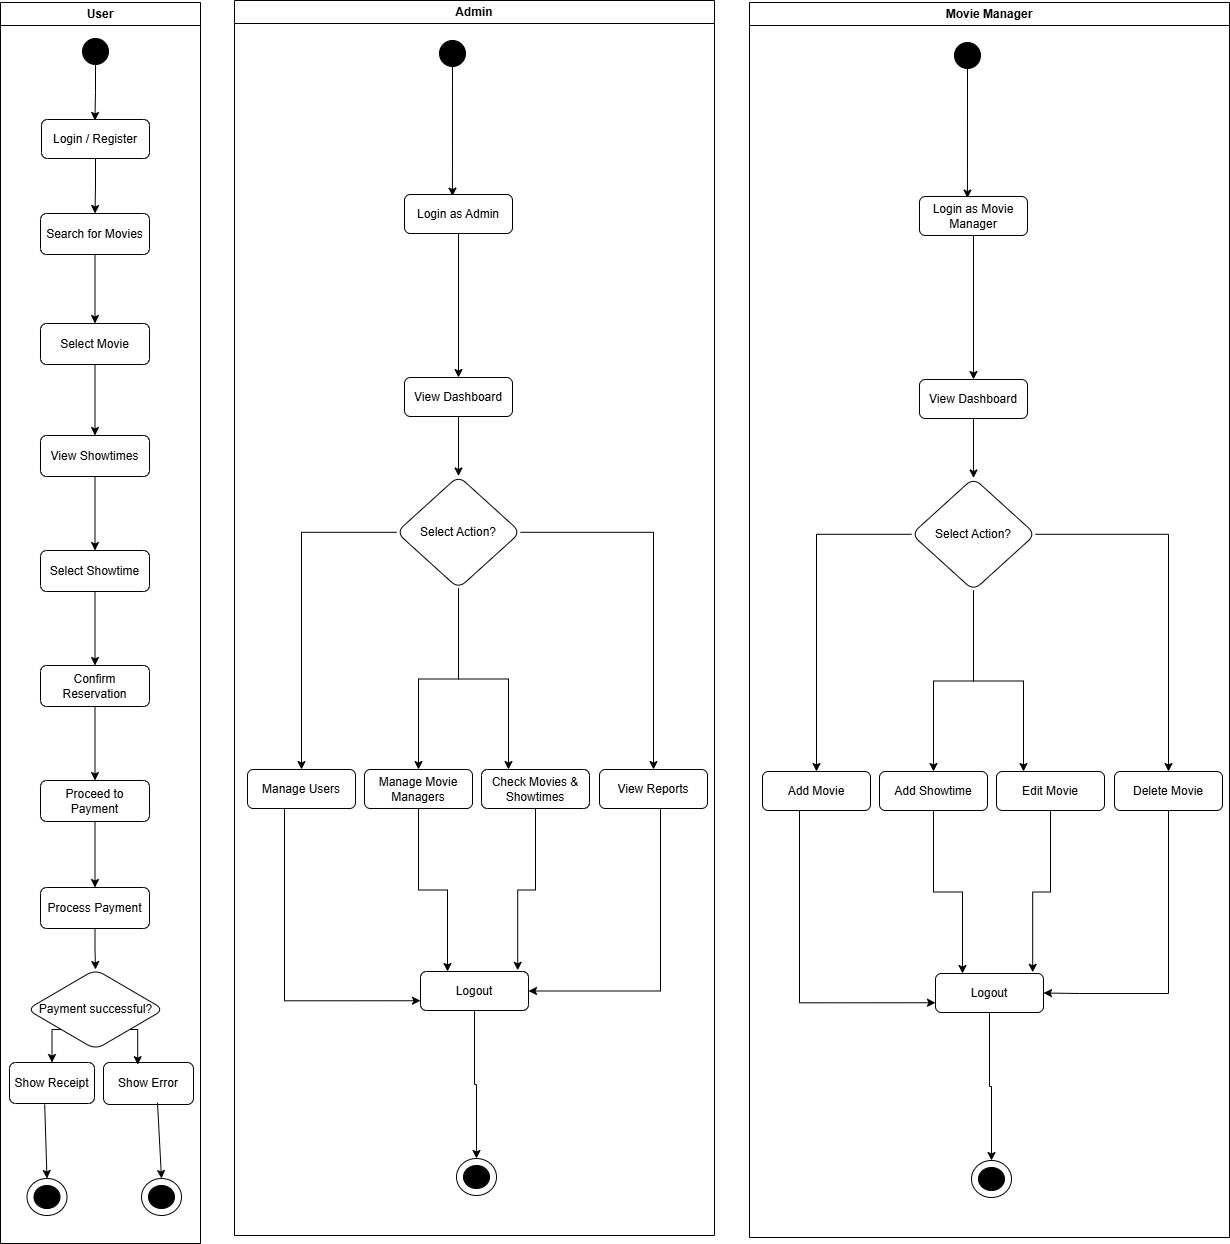 User
Login / Register
Search for Movies
Select Movie
View Showtimes
Select Showtime
Confirm
Reservation
Proceed to
Payment
Process Payment
Payment successful?
Show Receipt
Show Error
Admin
Login as Admin
View Dashboard
Select Action?
Manage Users
Manage Movie
Managers
Check Movies &
Showtimes
View Reports
Logout
Movie Manager
Login as Movie
Manager
View Dashboard
Select Action?
Add Movie
Add Showtime
Edit Movie
Delete Movie
Logout